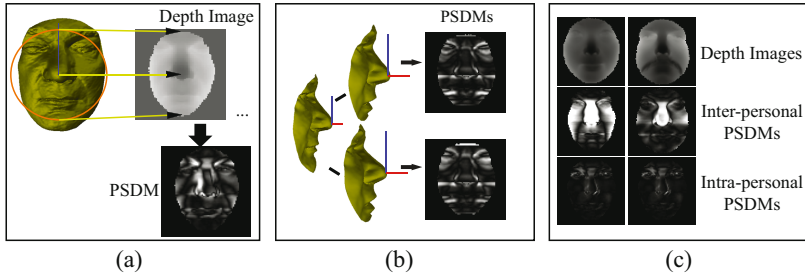 Depth Image
...
PSDM
(a)
PSDMs
(b)
Depth Images
Inter-personal
PSDMs
Intra-personal
PSDMs
(c)